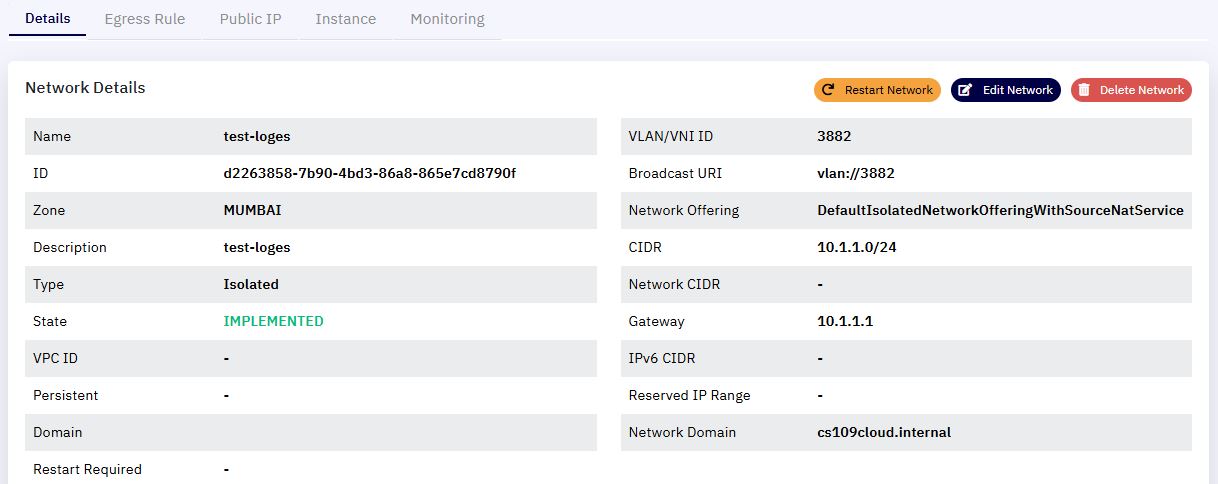 Details Egress Rule Public IP Instance Monitoring
Network Details Restart Network Edit Network Delete Network
Name test-loges
ID d2263858-7b90-4bd3-86a8-865e7cd8790f
Zone MUMBAI
Description test-loges
Type Isolated
State IMPLEMENTED
VPC ID -
Persistent -
Domain
Restart Required -
VLAN/VNI ID 3882
Broadcast URI vlan://3882
Network Offering DefaultIsolatedNetworkOfferingWithSourceNatService
CIDR 10.1.1.0/24
Network CIDR -
Gateway 10.1.1.1
IPv6 CIDR -
Reserved IP Range -
Network Domain cs109cloud.internal